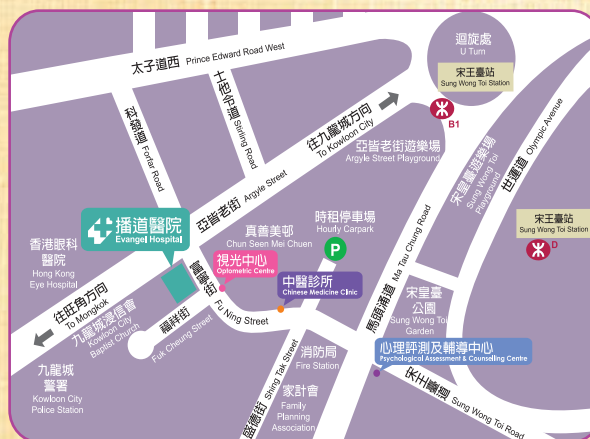 迴旋處
U Turn
宋王臺站
Sung Wong Toi Station
太子道西 Prince Edward Road West
士他令道
Stirling Road
科發道
Forfar Road
往九龍城方向
To Kowloon City
B1
亞皆老街遊樂場
Argyle Street Playground
宋皇臺遊樂場
Sung Wong Toi
Playground
世運道 Olympic Avenue
亞皆老街 Argyle Street
播道醫院
Evangel Hospital
真善美邨
Chun Seen Mei Chuen
時租停車場
Hourly Carpark
P
馬頭涌道 Ma Tau Chung Road
宋王臺站
Sung Wong Toi Station
D
香港眼科
醫院
Hong Kong
Eye Hospital
視光中心
Optometric Centre
中醫診所
Chinese Medicine Clinic
富寧街
Fu Ning Street
往旺角方向
To Mongkok
九龍城浸信會
Kowloon City
Baptist Church
福祥街
Fuk Cheung Street
宋皇臺
公園
Sung Wong Toi
Garden
消防局
Fire Station
心理評測及輔導中心
Psychological Assessment & Counselling Centre
九龍城
警署
Kowloon City
Police Station
盛德街 Shing Tak Street
家計會
Family
Planning
Association
宋王臺道 Sung Wong Toi Road